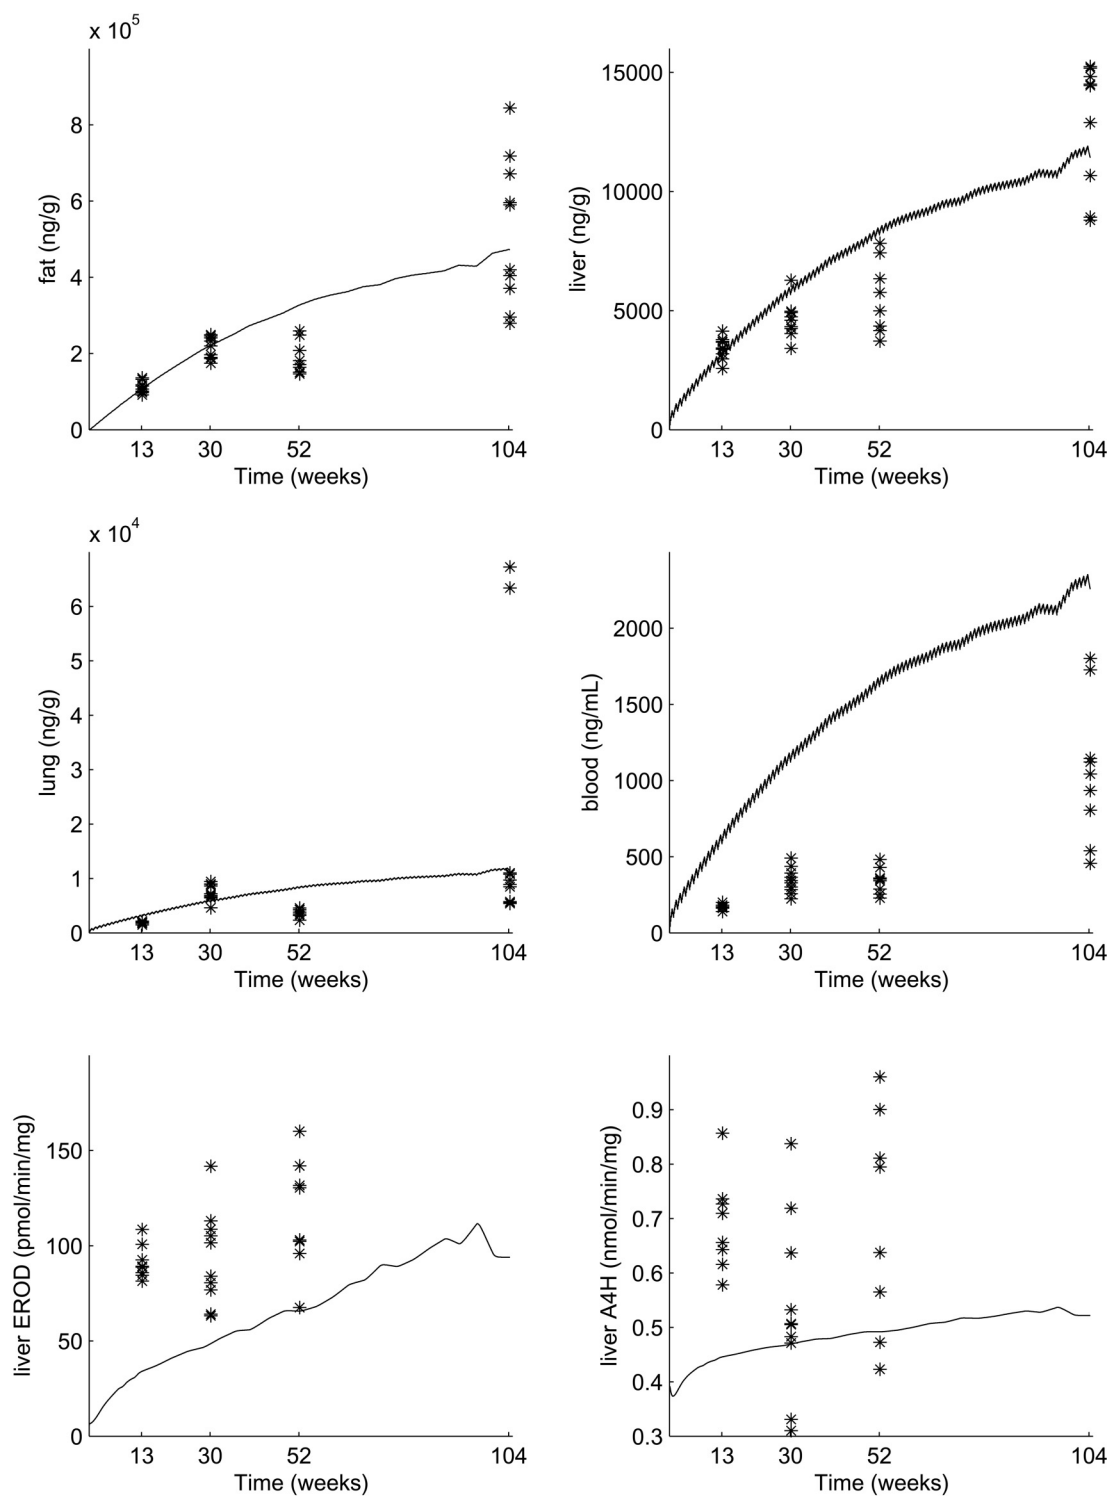 x 10^5
8
6
4
2
0
fat (ng/g)
13 30 52 104
Time (weeks)
15000
10000
5000
0
liver (ng/g)
13 30 52 104
Time (weeks)
x 10^4
6
5
4
3
2
1
0
lung (ng/g)
13 30 52 104
Time (weeks)
2000
1500
1000
500
0
blood (ng/mL)
13 30 52 104
Time (weeks)
150
100
50
0
liver EROD (pmol/min/mg)
13 30 52 104
Time (weeks)
0.9
0.8
0.7
0.6
0.5
0.4
0.3
liver A4H (nmol/min/mg)
13 30 52 104
Time (weeks)